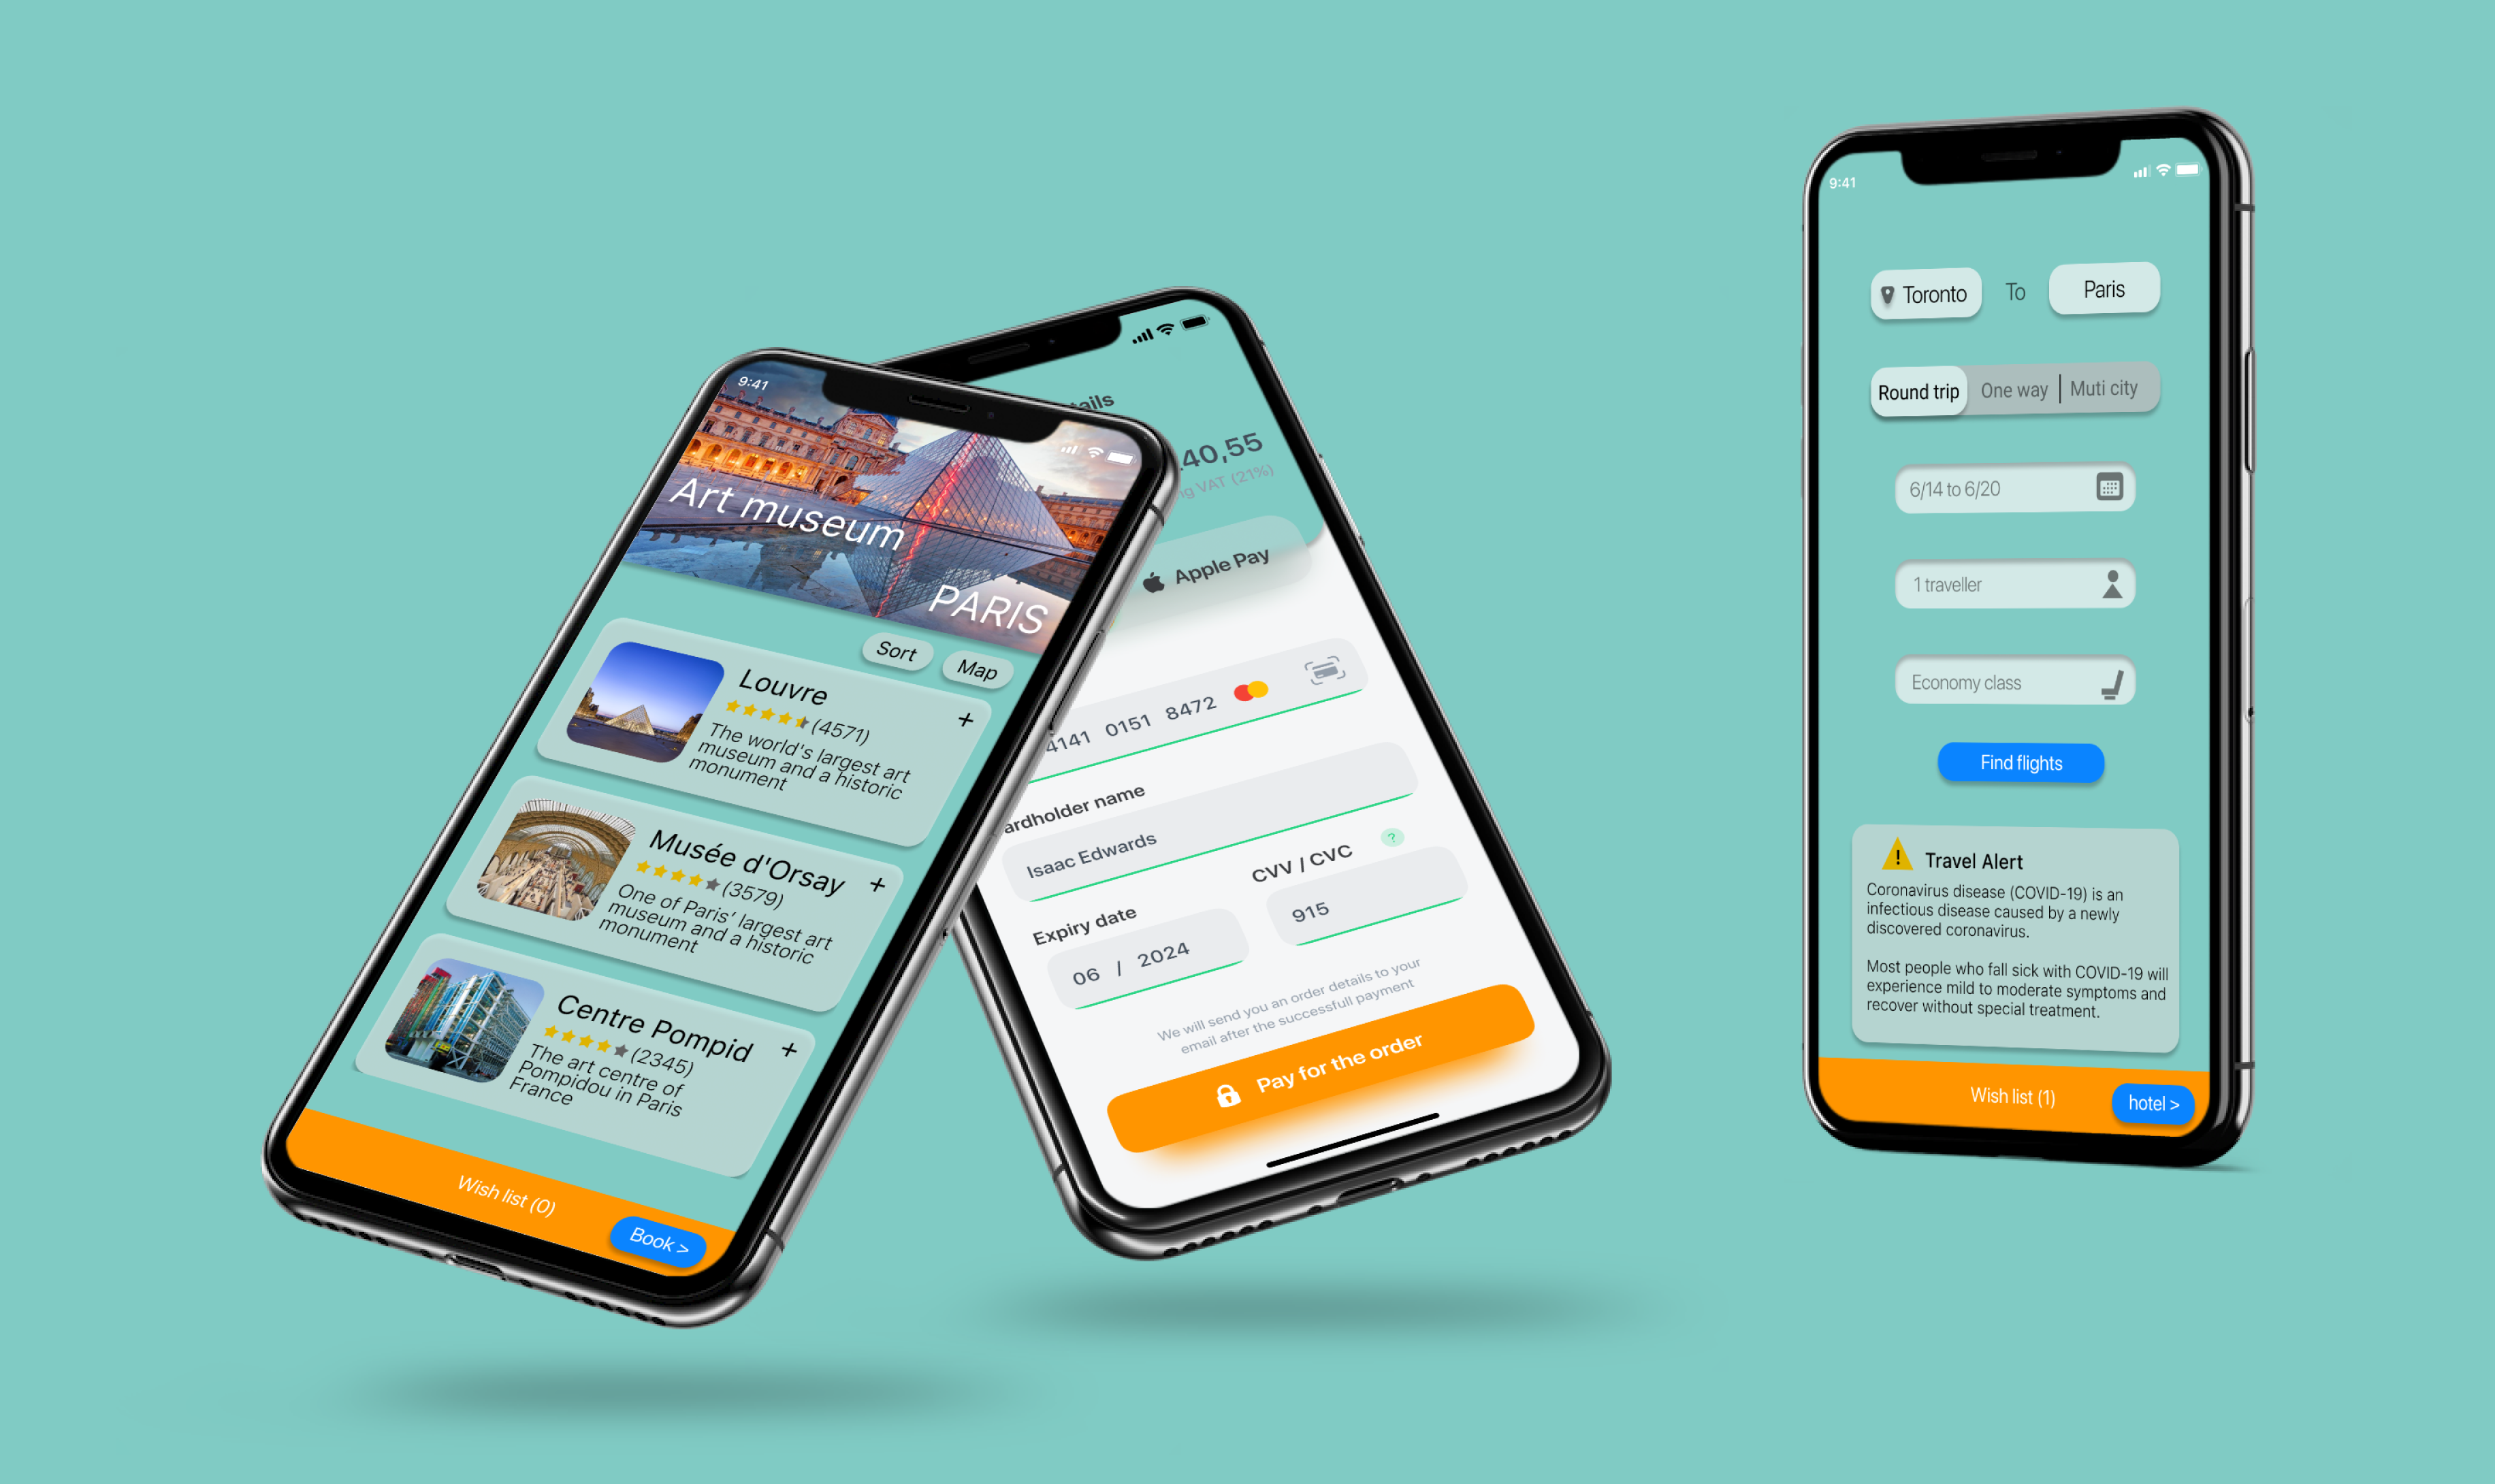 9:41
Art museum
PARIS
Sort
Map
Louvre
(4571)
The world's largest art
museum and a historic
monument
+
Musée d'Orsay
(3579)
One of Paris' largest art
museum and a historic
monument
+
Centre Pompid
(2345)
The art centre of
Pompidou in Paris
France
+
Wish list (0)
Book >
40,55
VAT (21%)
Apple Pay
4141 0151 8472
ardholder name
Isaac Edwards
Expiry date
06 / 2024
CVV / CVC
?
915
We will send you an order details to your
email after the successfull payment
Pay for the order
9:41
Toronto
To
Paris
Round trip
One way
Muti city
6/14 to 6/20
1 traveller
Economy class
Find flights
Travel Alert
Coronavirus disease (COVID-19) is an
infectious disease caused by a newly
discovered coronavirus.
Most people who fall sick with COVID-19 will
experience mild to moderate symptoms and
recover without special treatment.
Wish list (1)
hotel >